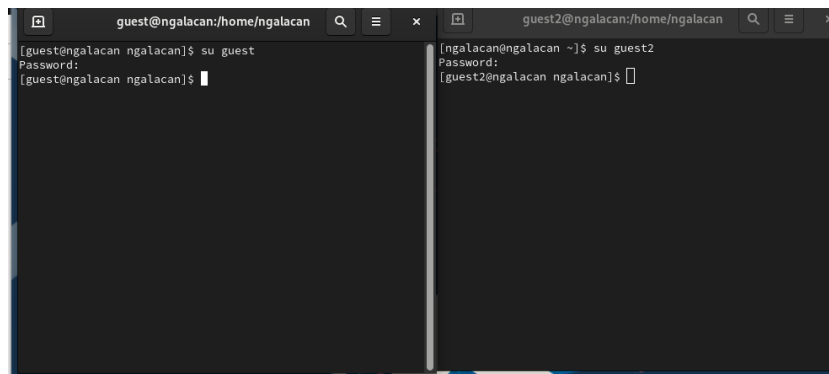 guest@ngalacan:/home/ngalacan
[guest@ngalacan ngalacan]$ su guest
Password:
[guest@ngalacan ngalacan]$
guest2@ngalacan:/home/ngalacan
[ngalacan@ngalacan ~]$ su guest2
Password:
[guest2@ngalacan ngalacan]$